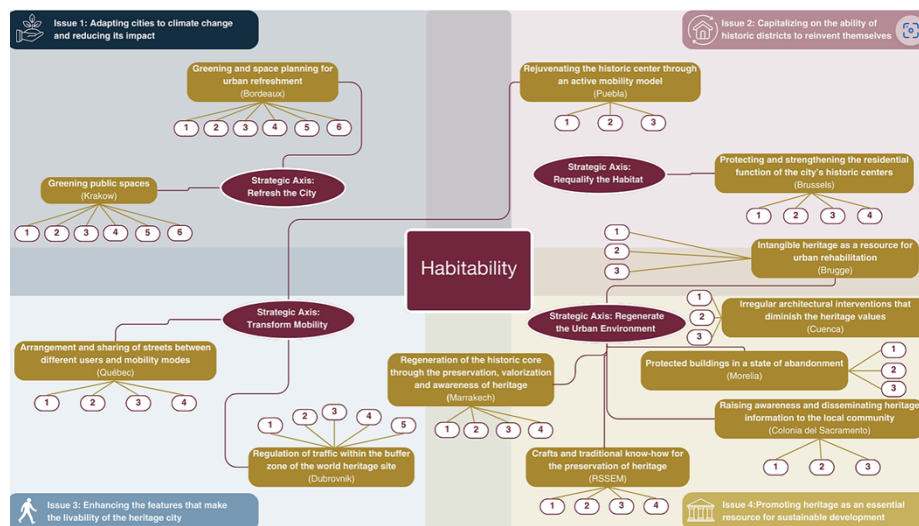 Issue 1: Adapting cities to climate change
and reducing its impact
Issue 2: Capitalizing on the ability of
historic districts to reinvent themselves
Greening and space planning for
urban refreshment
(Bordeaux)
1 2 3 4 5 6
Rejuvenating the historic center through
an active mobility model
(Puebla)
1 2 3
Greening public spaces
(Krakow)
1 2 3 4 5 6
Strategic Axis:
Refresh the City
Strategic Axis:
Requalify the Habitat
Protecting and strengthening the residential
function of the city's historic centers
(Brussels)
1 2 3 4
Habitability
1
2
3
Intangible heritage as a resource for
urban rehabilitation
(Brugge)
Strategic Axis:
Transform Mobility
Strategic Axis: Regenerate
the Urban Environment
1
2
3
Irregular architectural interventions that
diminish the heritage values
(Cuenca)
Arrangement and sharing of streets between
different users and mobility modes
(Québec)
1 2 3 4
Regeneration of the historic core
through the preservation, valorization
and awareness of heritage
(Marrakech)
1 2 3 4
Protected buildings in a state of abandonment
(Morelia)
1
2
3
1 2 3 4 5
Regulation of traffic within the buffer
zone of the world heritage site
(Dubrovnik)
Raising awareness and disseminating heritage
information to the local community
(Colonia del Sacramento)
1 2 3
Crafts and traditional know-how for
the preservation of heritage
(RSSEM)
1 2 3 4
Issue 3: Enhancing the features that make
the livability of the heritage city
Issue 4:Promoting heritage as an essential
resource for sustainable development